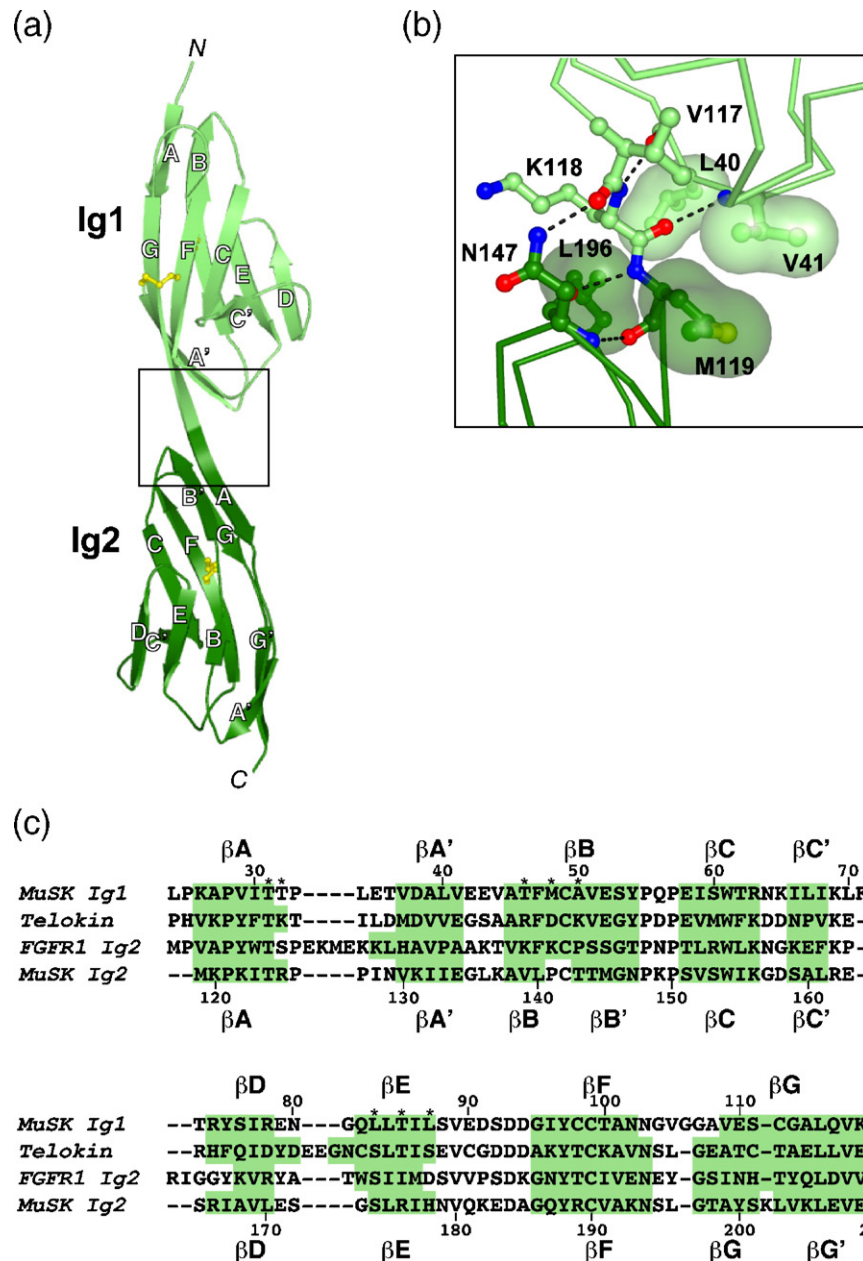 (a)
N
A
B
Ig1
G
F
C
E
D
C'
A'
B'
A
Ig2
C
F
G
E
D
C'
B
G'
A'
C
(b)
V117
K118
L40
N147
L196
V41
M119
(c)
βA βA' βB βC βC'
30 40 50 60 70
* * * * *
MuSK Ig1 LPKAPVITTP----LETVDALVEEVATFMCAVESYPQPEISWTRNKILIKLF
Telokin PHVKPYFTKT----ILDMDVVEGSAARFDCKVEGYPDPEVMWFKDDNPVKE-
FGFR1 Ig2 MPVAPYWTSPEKMEKKLHAVPAAKTVKFKCPSSGTPNPTLRWLKNGKEFKP-
MuSK Ig2 --MKPKITRP----PINVKIIEGLKAVLPCTTMGNPKPSVSWIKGDSALRE-
120 130 140 150 160
βA βA' βB βB' βC βC'
βD βE βF βG
80 90 100 110
* * *
MuSK Ig1 --TRYSIREN---GQLLTILSVEDSDDGIYCCTANNGVGGAVES-CGALQVK
Telokin --RHFQIDYDEEGNCSLTISEVCGDDDAKYTCKAVNSL-GEATC-TAELLVE
FGFR1 Ig2 RIGGYKVRYA---TWSIIMDSVVPSDKGNYTCIVENEY-GSINH-TYQLDVV
MuSK Ig2 --SRIAVLES---GSLRIHNVQKEDAGQYRCVAKNSL-GTAYSKLVKLEVE
170 180 190 200
βD βE βF βG βG'